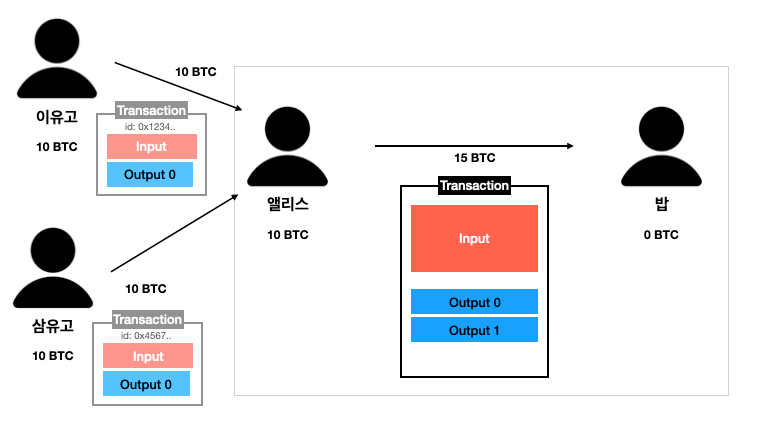 이유고
10 BTC
10 BTC
Transaction
id: 0x1234..
Input
Output 0
삼유고
10 BTC
10 BTC
Transaction
id: 0x4567..
Input
Output 0
앨리스
10 BTC
15 BTC
Transaction
Input
Output 0
Output 1
밥
0 BTC